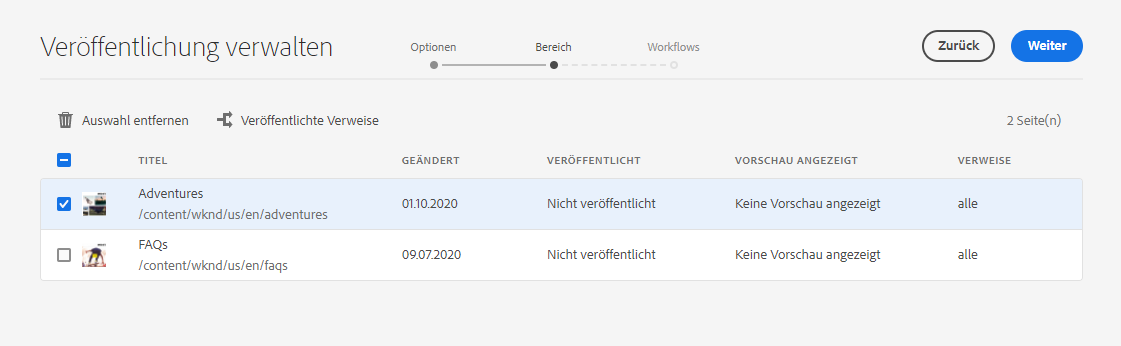 Veröffentlichung verwalten
Optionen
Bereich
Workflows
Zurück
Weiter
Auswahl entfernen
Veröffentlichte Verweise
2 Seite(n)
TITEL
GEÄNDERT
VERÖFFENTLICHT
VORSCHAU ANGEZEIGT
VERWEISE
Adventures
/content/wknd/us/en/adventures
01.10.2020
Nicht veröffentlicht
Keine Vorschau angezeigt
alle
FAQs
/content/wknd/us/en/faqs
09.07.2020
Nicht veröffentlicht
Keine Vorschau angezeigt
alle